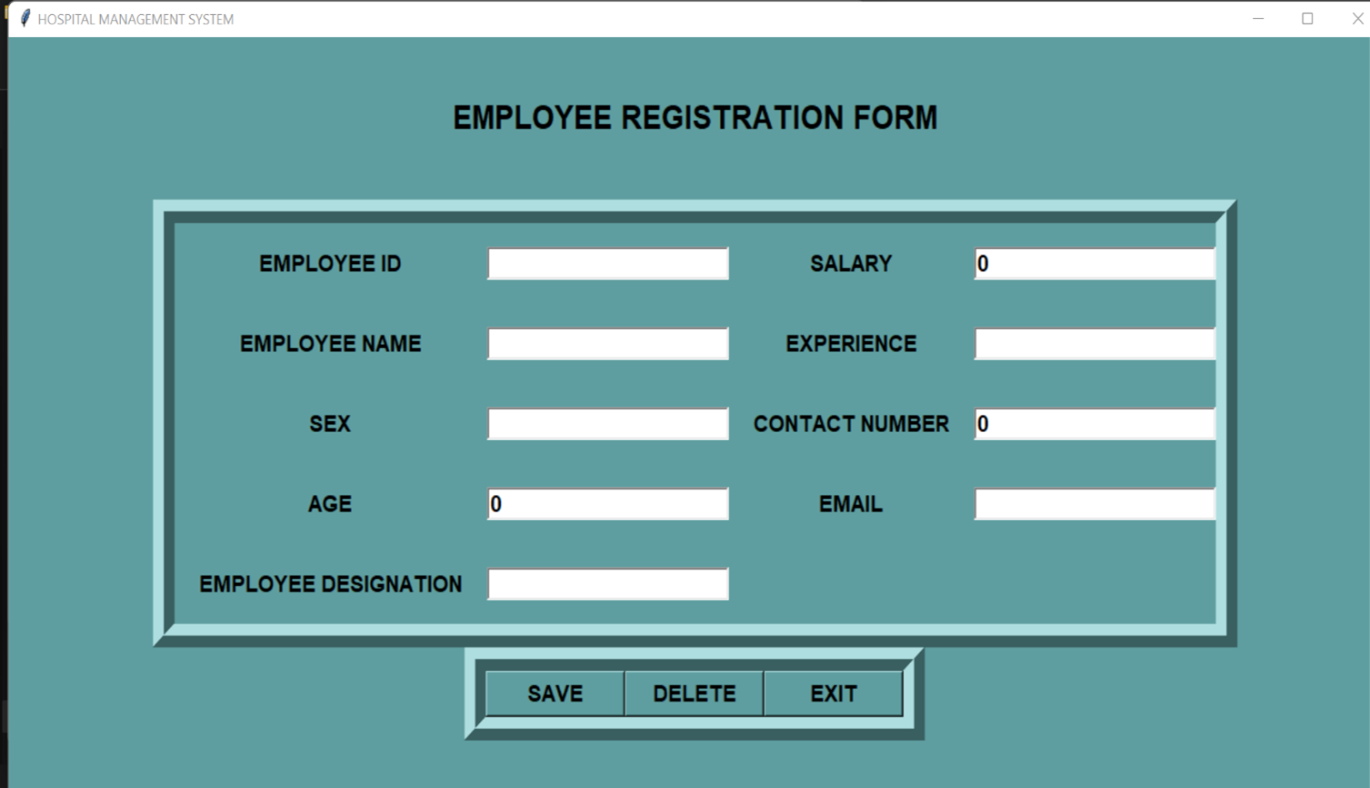 HOSPITAL MANAGEMENT SYSTEM
EMPLOYEE REGISTRATION FORM
EMPLOYEE ID SALARY 0
EMPLOYEE NAME EXPERIENCE
SEX CONTACT NUMBER 0
AGE 0 EMAIL
EMPLOYEE DESIGNATION
SAVE DELETE EXIT